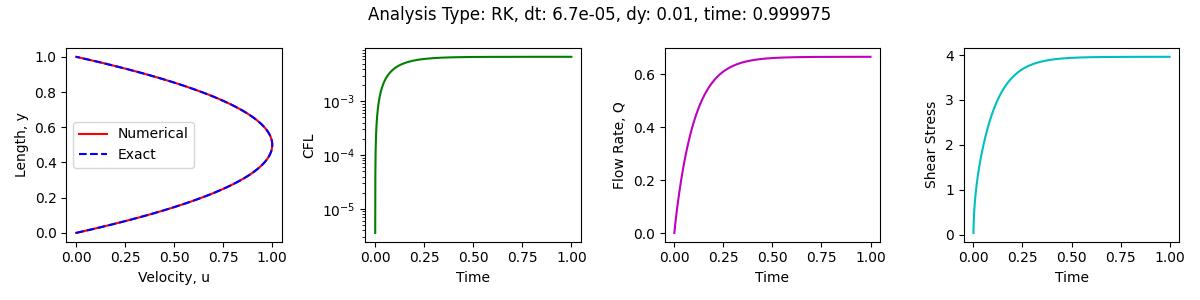 Analysis Type: RK, dt: 6.7e-05, dy: 0.01, time: 0.999975
Length, y
1.0
0.8
0.6
0.4
0.2
0.0
Numerical
Exact
0.00 0.25 0.50 0.75 1.00
Velocity, u
CFL
10⁻³
10⁻⁴
10⁻⁵
0.00 0.25 0.50 0.75 1.00
Time
Flow Rate, Q
0.6
0.4
0.2
0.0
0.00 0.25 0.50 0.75 1.00
Time
Shear Stress
4
3
2
1
0
0.00 0.25 0.50 0.75 1.00
Time